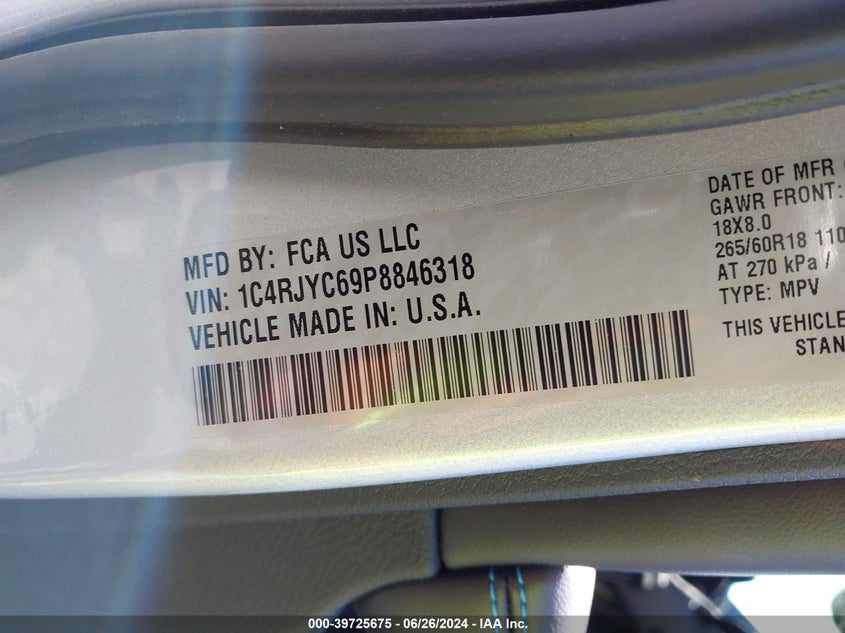 MFD BY: FCA US LLC
VIN: 1C4RJYC69P8846318
VEHICLE MADE IN: U.S.A.
DATE OF MFR
GAWR FRONT:
18X8.0
265/60R18 110
AT 270 kPa /
TYPE: MPV
THIS VEHICLE
STAN
000-39725675 - 06/26/2024 - IAA Inc.